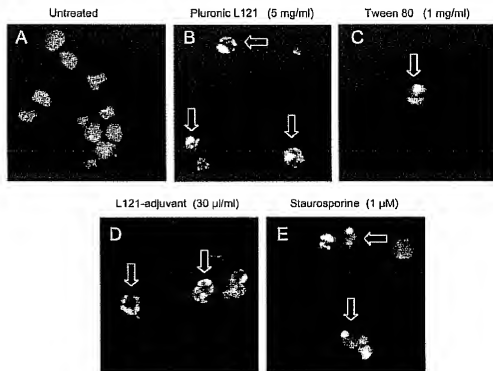 Untreated
Pluronic L121 (5 mg/ml)
Tween 80 (1 mg/ml)
A
B
C
L121-adjuvant (30 µl/ml)
Staurosporine (1 µM)
D
E